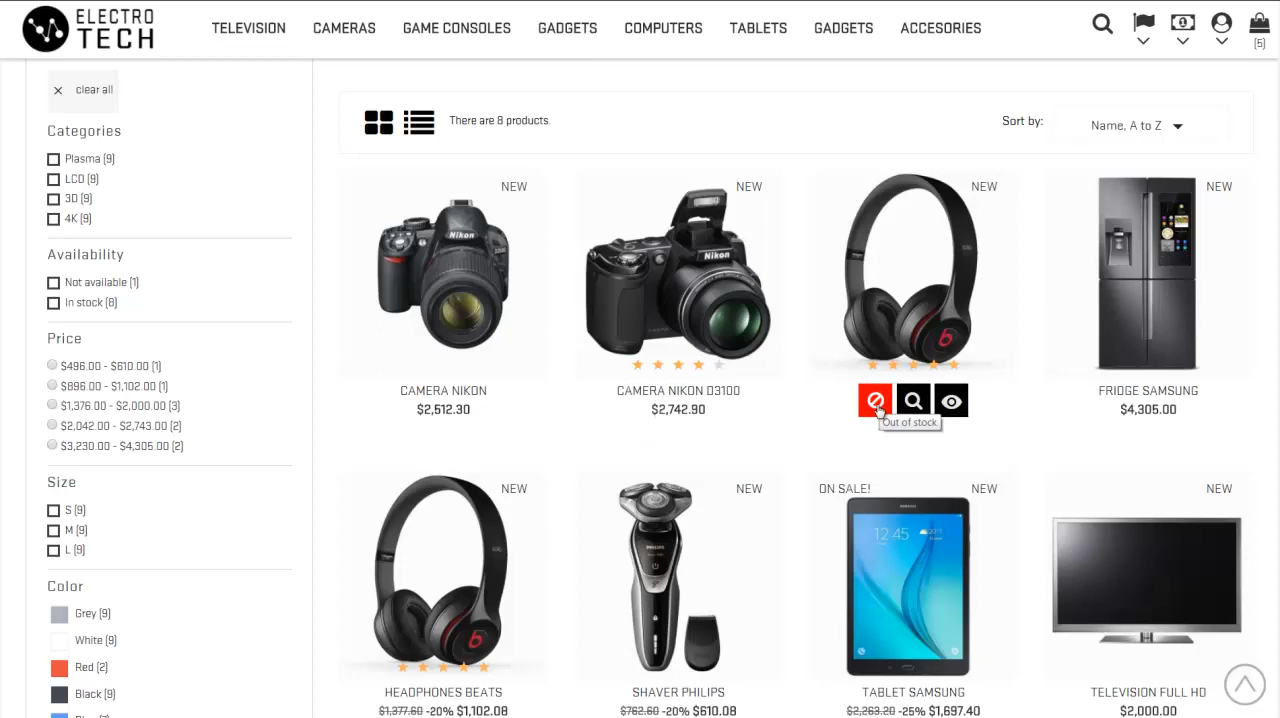 ELECTRO
TECH
TELEVISION CAMERAS GAME CONSOLES GADGETS COMPUTERS TABLETS GADGETS ACCESORIES
(5)
clear all
Categories
Plasma (9)
LCD (9)
3D (9)
4K (9)
Availability
Not available (1)
In stock (8)
Price
$496.00 - $610.00 (1)
$896.00 - $1,102.00 (1)
$1,376.00 - $2,000.00 (3)
$2,042.00 - $2,743.00 (2)
$3,230.00 - $4,305.00 (2)
Size
S (9)
M (9)
L (9)
Color
Grey (9)
White (9)
Red (2)
Black (9)
There are 8 products.
Sort by:
Name, A to Z
NEW
Nikon
CAMERA NIKON
$2,512.30
NEW
Nikon
CAMERA NIKON D3100
$2,742.90
NEW
Out of stock
NEW
FRIDGE SAMSUNG
$4,305.00
NEW
HEADPHONES BEATS
$1,377.60 -20% $1,102.08
NEW
PHILIPS
SHAVER PHILIPS
$762.60 -20% $610.08
ON SALE!
NEW
SAMSUNG
12:45
TABLET SAMSUNG
$2,263.20 -25% $1,697.40
NEW
TELEVISION FULL HD
$2,000.00